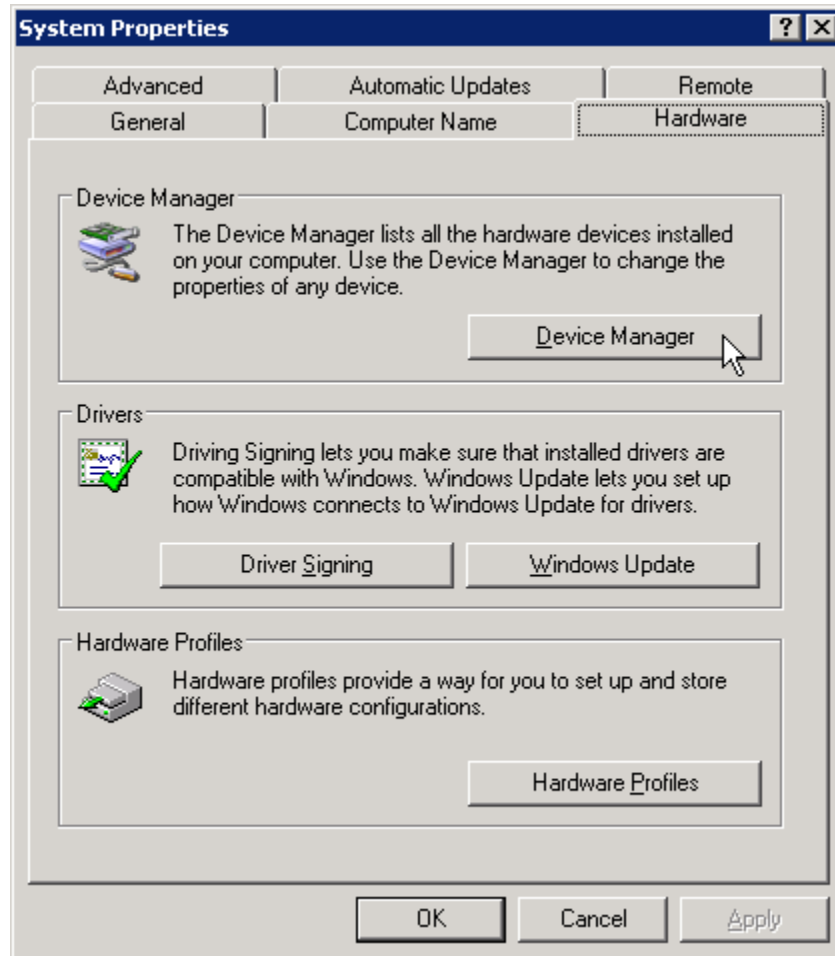 System Properties
Advanced
Automatic Updates
Remote
General
Computer Name
Hardware
Device Manager
The Device Manager lists all the hardware devices installed
on your computer. Use the Device Manager to change the
properties of any device.
Device Manager
Drivers
Driving Signing lets you make sure that installed drivers are
compatible with Windows. Windows Update lets you set up
how Windows connects to Windows Update for drivers.
Driver Signing
Windows Update
Hardware Profiles
Hardware profiles provide a way for you to set up and store
different hardware configurations.
Hardware Profiles
OK
Cancel
Apply